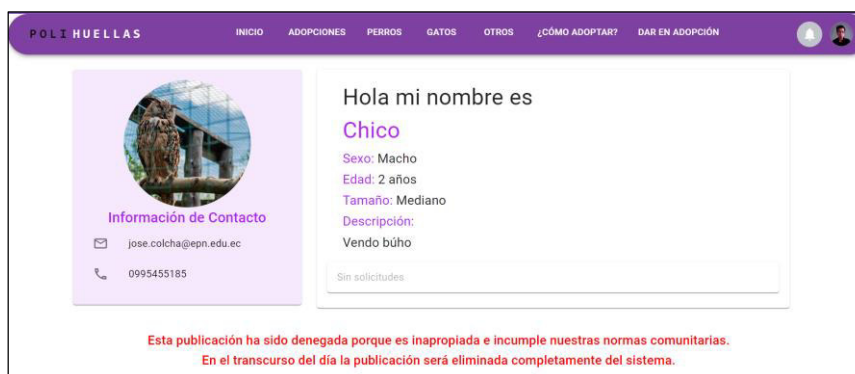 POLI HUELLAS
INICIO ADOPCIONES PERROS GATOS OTROS ¿CÓMO ADOPTAR? DAR EN ADOPCIÓN
Información de Contacto
jose.colcha@epn.edu.ec
0995455185
Hola mi nombre es
Chico
Sexo: Macho
Edad: 2 años
Tamaño: Mediano
Descripción:
Vendo búho
Sin solicitudes
Esta publicación ha sido denegada porque es inapropiada e incumple nuestras normas comunitarias.
En el transcurso del día la publicación será eliminada completamente del sistema.